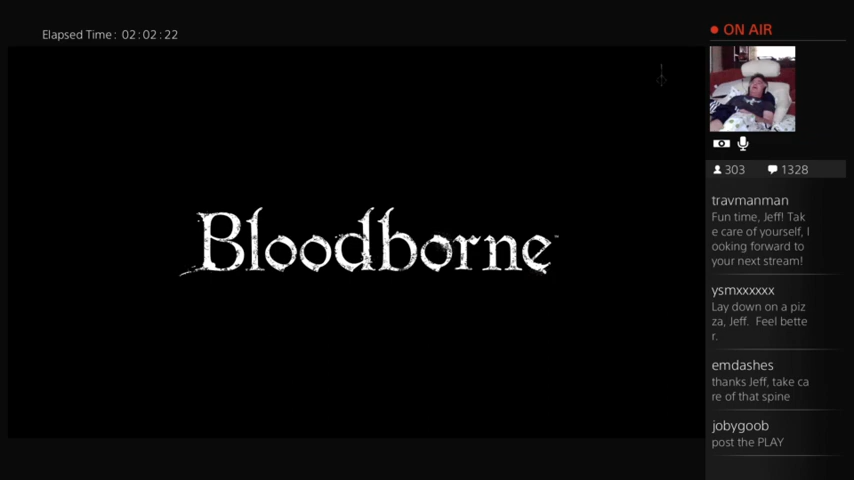 Elapsed Time: 02:02:22
ON AIR
Bloodborne™
303 1328
travmanman
Fun time, Jeff! Tak
e care of yourself, l
ooking forward to
your next stream!
ysmxxxxxx
Lay down on a piz
za, Jeff. Feel bette
r.
emdashes
thanks Jeff, take ca
re of that spine
jobygoob
post the PLAY